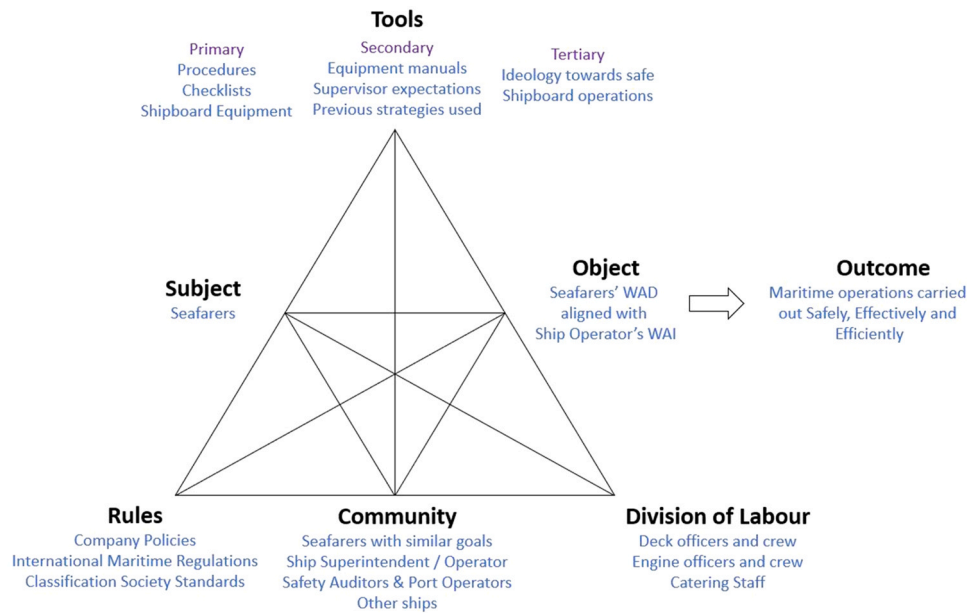 Tools
Primary
Procedures
Checklists
Shipboard Equipment
Secondary
Equipment manuals
Supervisor expectations
Previous strategies used
Tertiary
Ideology towards safe
Shipboard operations
Subject
Seafarers
Object
Seafarers' WAD
aligned with
Ship Operator's WAI
Outcome
Maritime operations carried
out Safely, Effectively and
Efficiently
Rules
Company Policies
International Maritime Regulations
Classification Society Standards
Community
Seafarers with similar goals
Ship Superintendent / Operator
Safety Auditors & Port Operators
Other ships
Division of Labour
Deck officers and crew
Engine officers and crew
Catering Staff